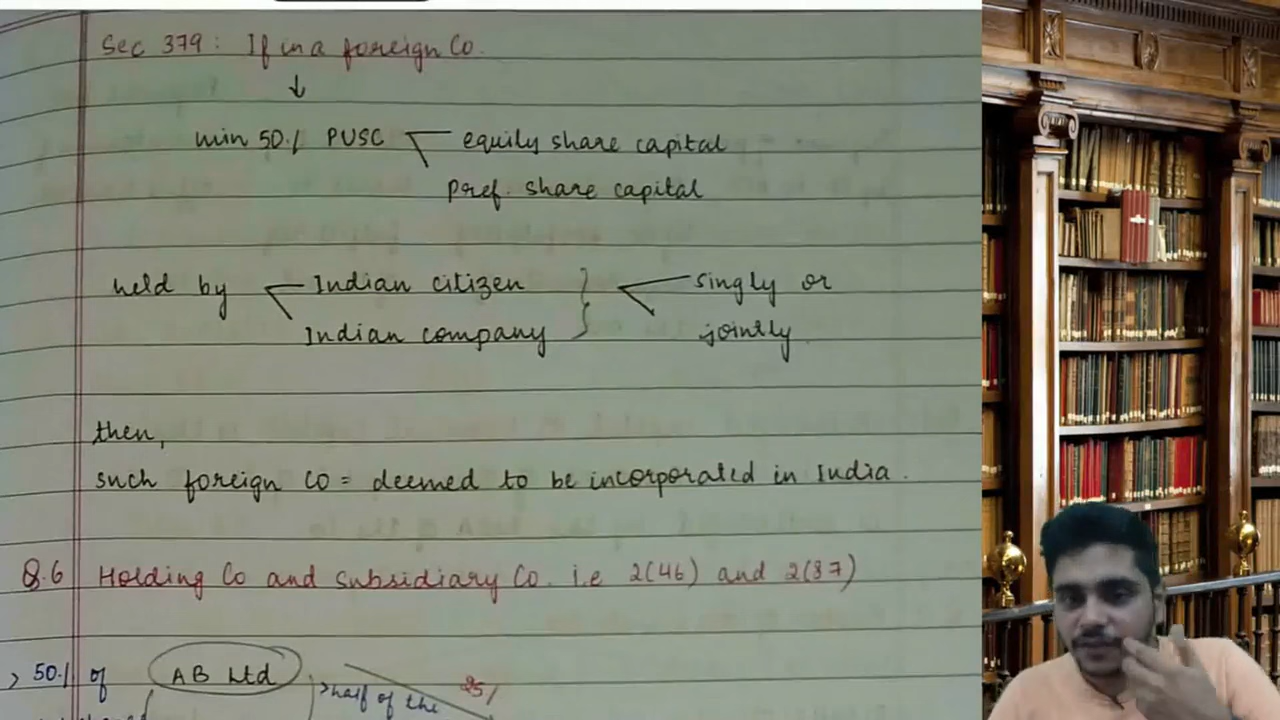 Sec 379: If in a foreign Co.
↓
min 50% PUSC equity share capital
Pref. share capital
held by Indian citizen singly or
Indian company jointly
then,
such foreign Co = deemed to be incorporated in India.
Q.6 Holding Co and Subsidiary Co. i.e 2(46) and 2(87)
> 50% of AB Ltd >half of the 25%